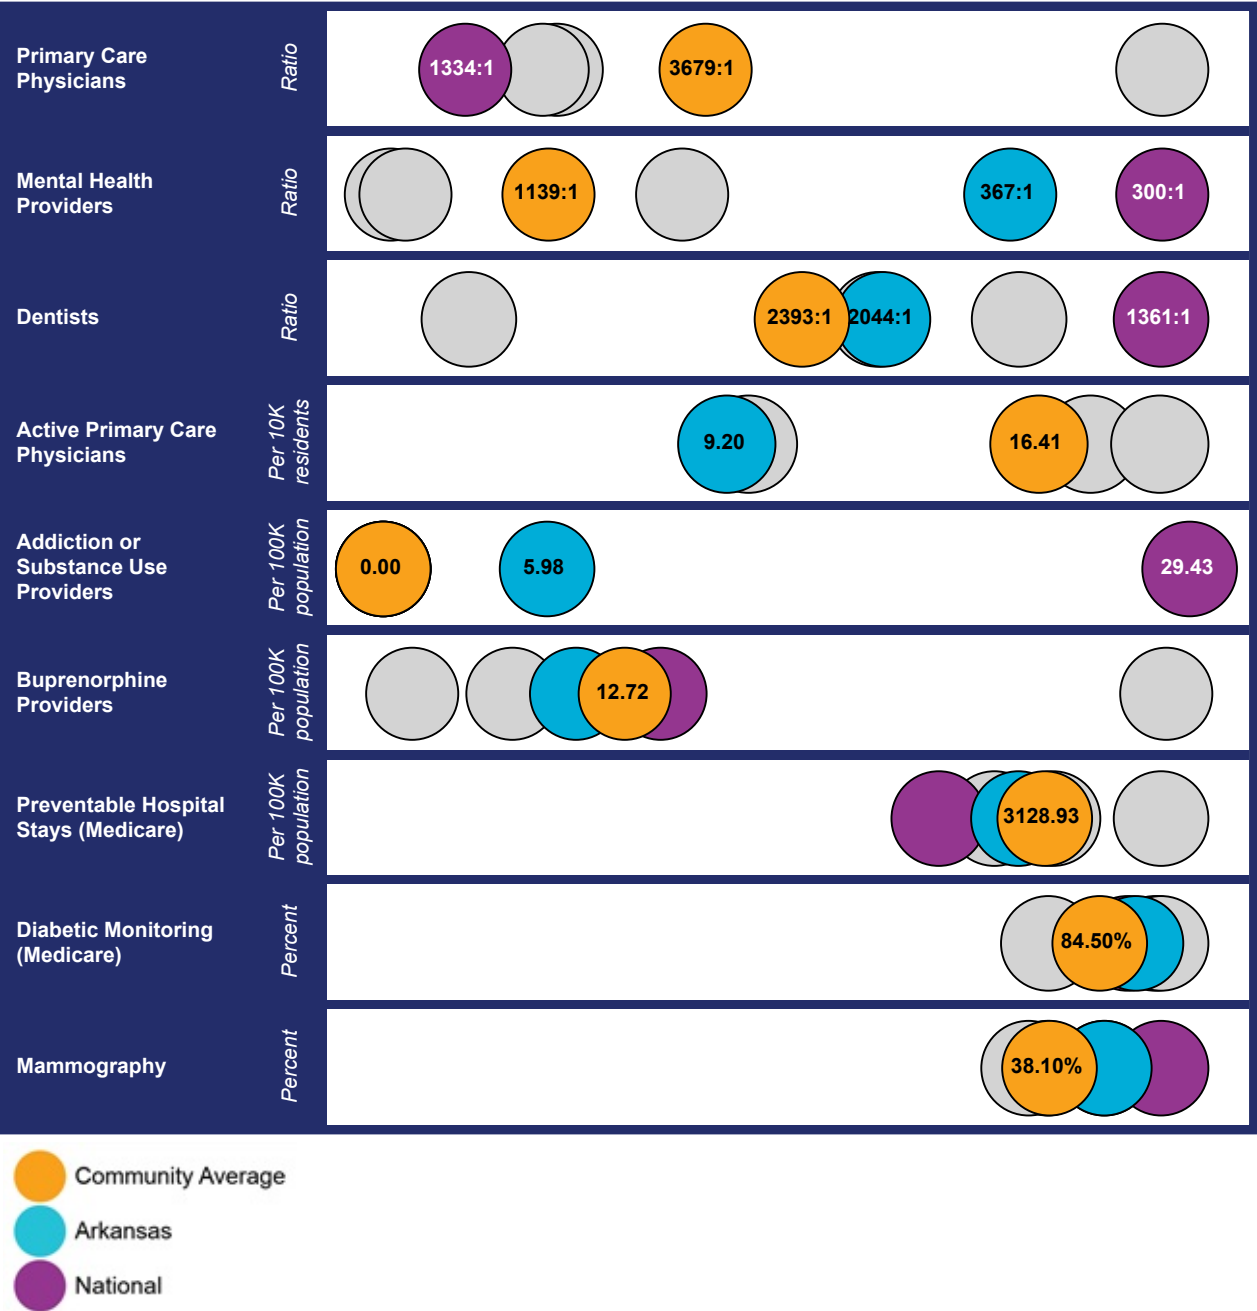 Primary Care
Physicians
Ratio
1334:1
3679:1
Mental Health
Providers
Ratio
1139:1
367:1
300:1
Dentists
Ratio
2393:1
2044:1
1361:1
Active Primary Care
Physicians
Per 10K
residents
9.20
16.41
Addiction or
Substance Use
Providers
Per 100K
population
0.00
5.98
29.43
Buprenorphine
Providers
Per 100K
population
12.72
Preventable Hospital
Stays (Medicare)
Per 100K
population
3128.93
Diabetic Monitoring
(Medicare)
Percent
84.50%
Mammography
Percent
38.10%
Community Average
Arkansas
National